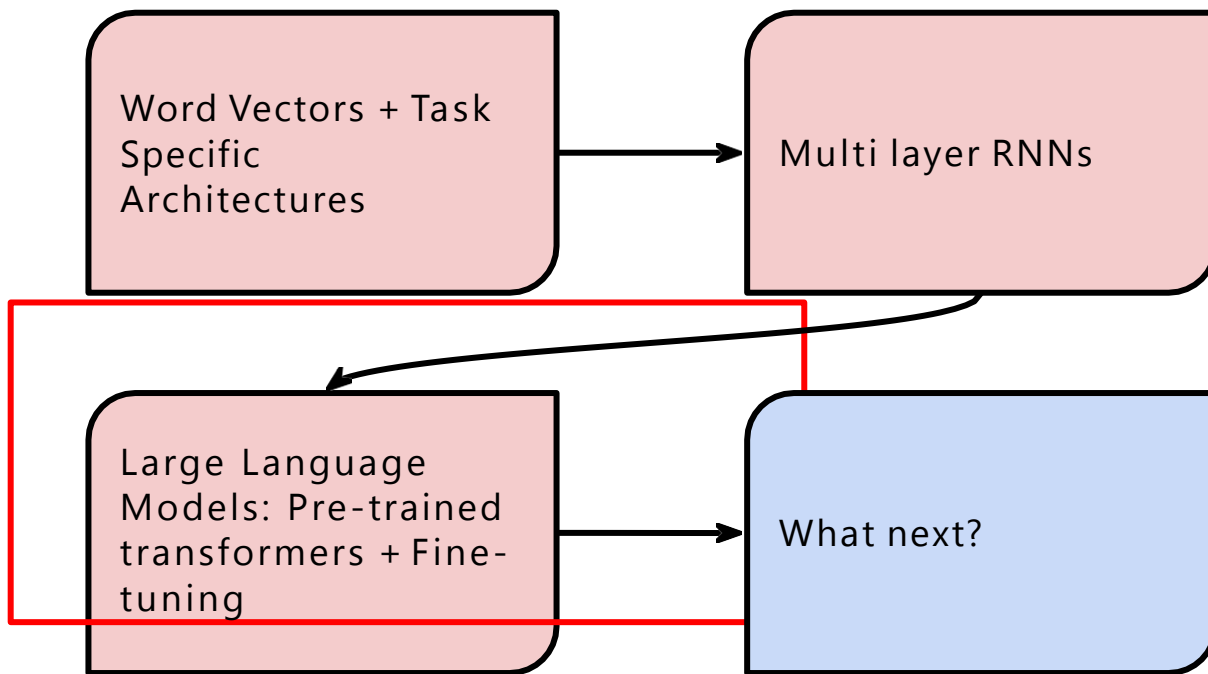 Word Vectors + Task
Specific
Architectures
Multi layer RNNs
Large Language
Models: Pre-trained
transformers + Fine-
tuning
What next?